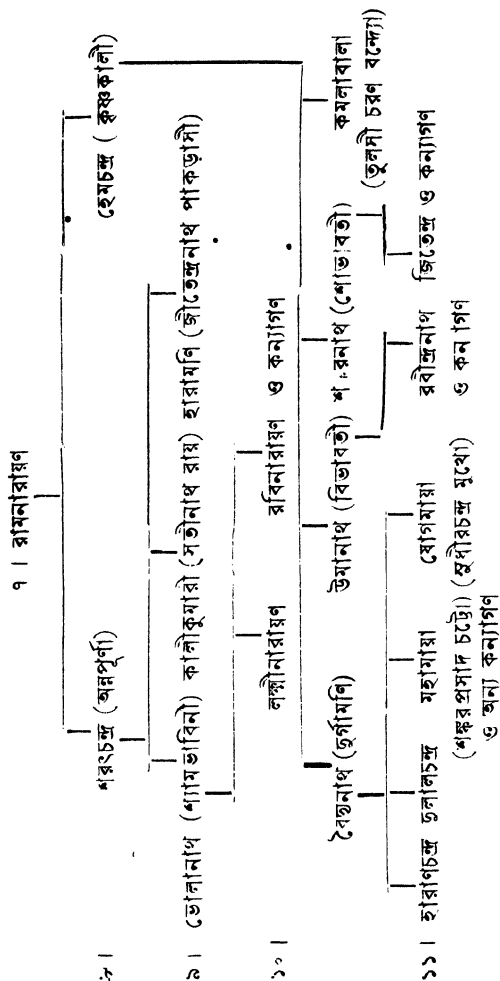 ৭। রামনারায়ণ
৮। শরৎচন্দ্র (অন্নপূর্ণা) হেমচন্দ্র (কৃষ্ণকালী)
৯। ভোলানাথ (শ্যামভাবিনী) কালীকুমারী (সতীনাথ রায়) হারামণি (জীতেন্দ্রনাথ পাকড়াসী)
১০। লক্ষ্মীনারায়ণ রবিনারায়ণ ও কন্যাগণ
বৈদ্যনাথ (দুর্গামণি) উমানাথ (বিভাবতী) (শোভাবতী) কমলাবালা
(তুলসী চরণ বন্দ্যো)
১১। হারাণচন্দ্র দুলালচন্দ্র মহামায়া যোগমায়া রবীন্দ্রনাথ জিতেন্দ্র ও কন্যাগণ
(শঙ্করপ্রসাদ চট্টো) (সুধীরচন্দ্র মুখো) ও কন্যাগণ
ও অন্য কন্যাগণ